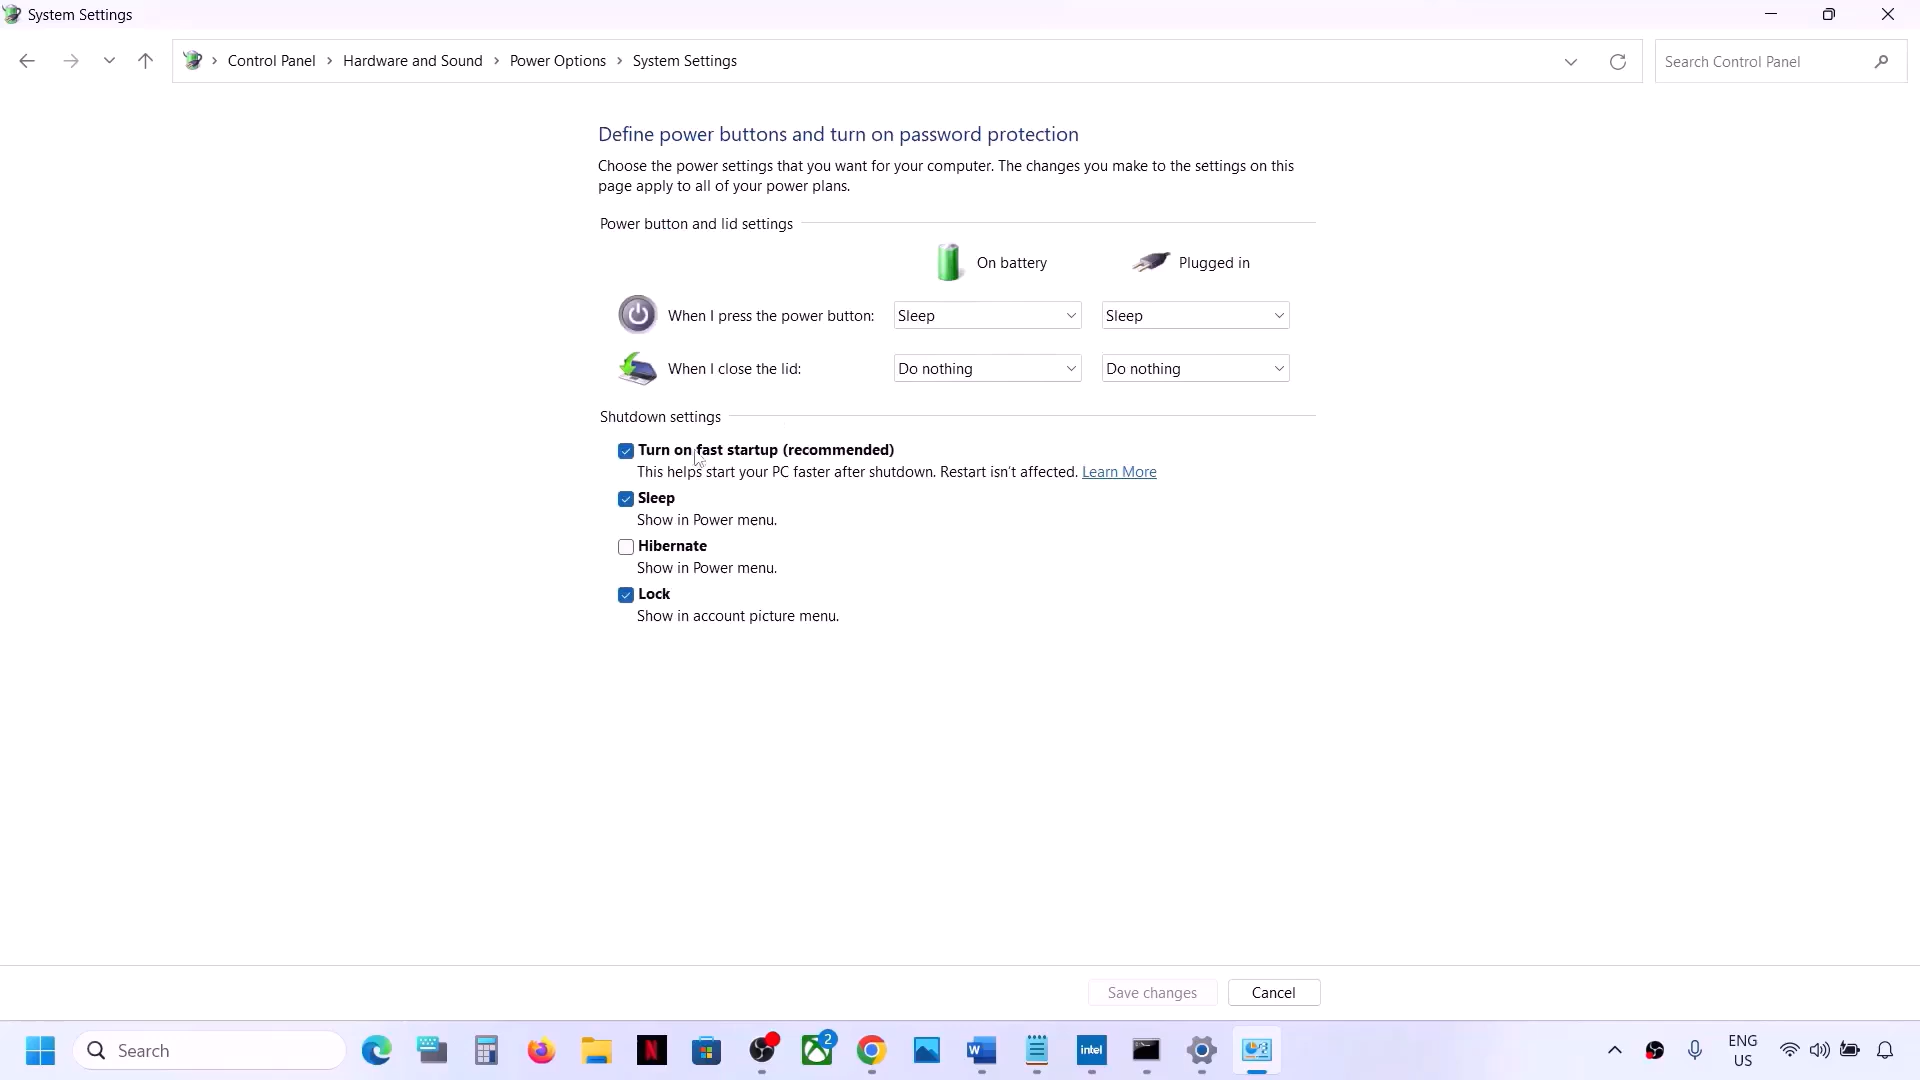 System Settings
Control Panel > Hardware and Sound > Power Options > System Settings
Search Control Panel
Define power buttons and turn on password protection
Choose the power settings that you want for your computer. The changes you make to the settings on this
page apply to all of your power plans.
Power button and lid settings
On battery
Plugged in
When I press the power button:
Sleep
Sleep
When I close the lid:
Do nothing
Do nothing
Shutdown settings
Turn on fast startup (recommended)
This helps start your PC faster after shutdown. Restart isn't affected. Learn More
Sleep
Show in Power menu.
Hibernate
Show in Power menu.
Lock
Show in account picture menu.
Save changes
Cancel
Search
N
2
W
intel
ENG
US